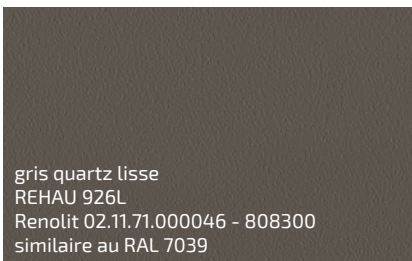 gris quartz lisse
REHAU 926L
Renolit 02.11.71.000046 - 808300
similaire au RAL 7039